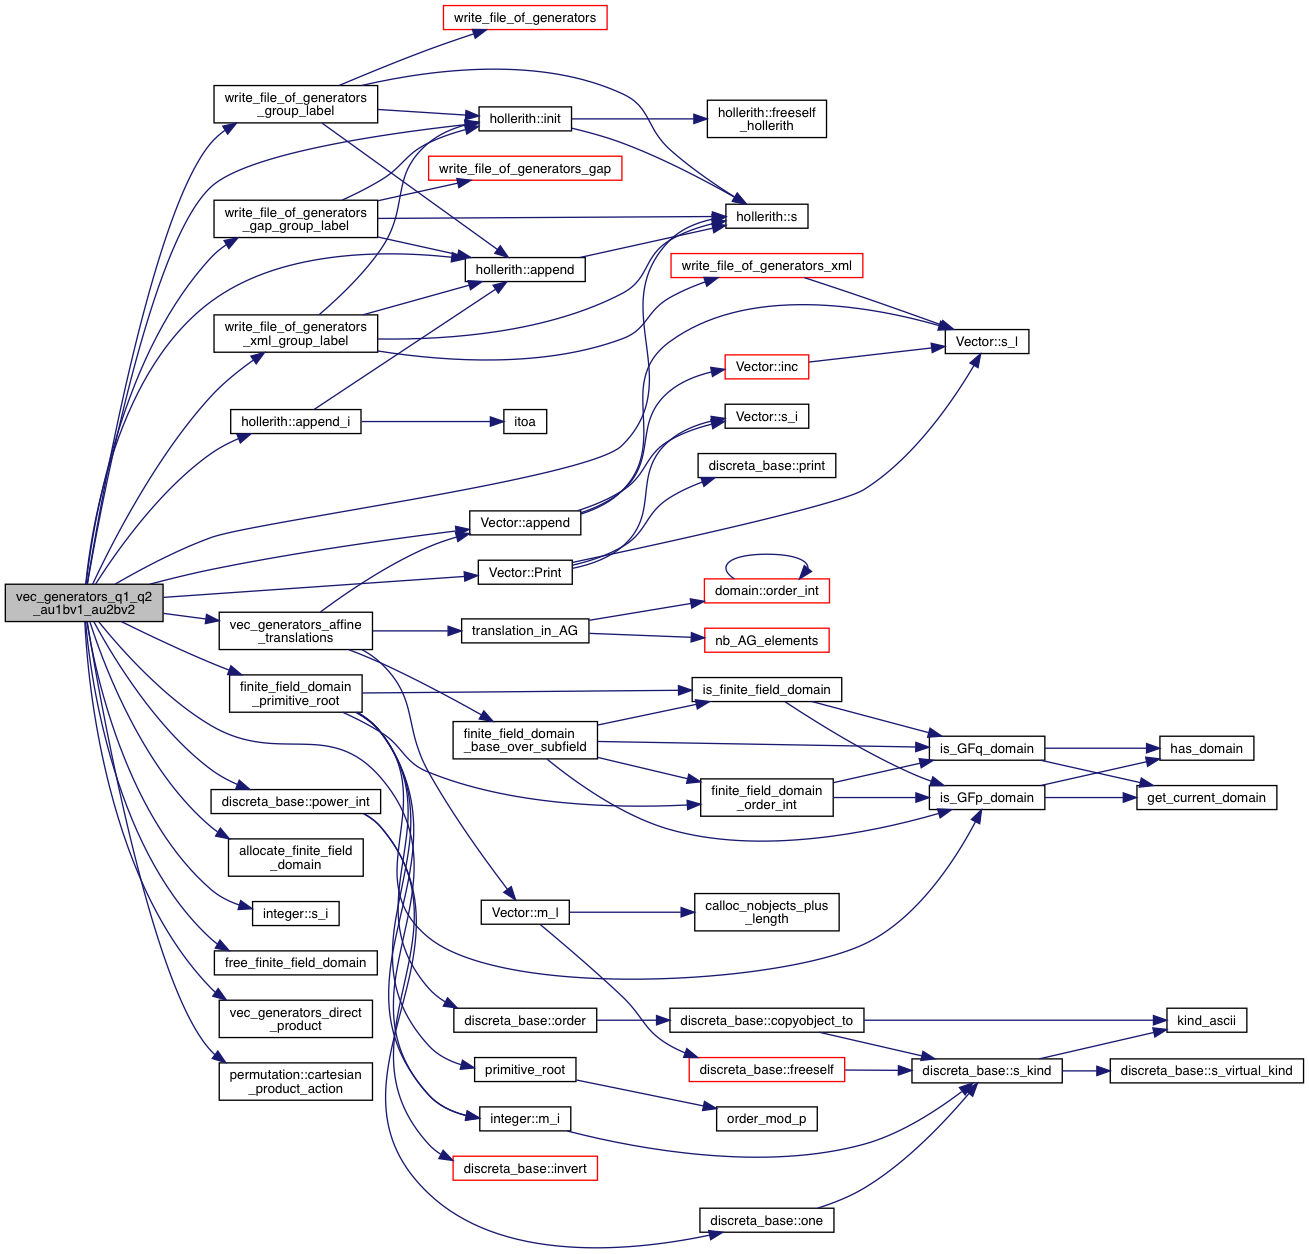 write_file_of_generators
write_file_of_generators
_group_label
hollerith::init
hollerith::freeself
_hollerith
write_file_of_generators_gap
write_file_of_generators
_gap_group_label
hollerith::s
hollerith::append
write_file_of_generators_xml
write_file_of_generators
_xml_group_label
Vector::s_l
Vector::inc
Vector::s_i
hollerith::append_i
itoa
discreta_base::print
Vector::append
Vector::Print
domain::order_int
vec_generators_q1_q2
_au1bv1_au2bv2
vec_generators_affine
_translations
translation_in_AG
nb_AG_elements
finite_field_domain
_primitive_root
is_finite_field_domain
finite_field_domain
_base_over_subfield
is_GFq_domain
has_domain
discreta_base::power_int
finite_field_domain
_order_int
is_GFp_domain
get_current_domain
allocate_finite_field
_domain
integer::s_i
Vector::m_l
calloc_nobjects_plus
_length
free_finite_field_domain
vec_generators_direct
_product
discreta_base::order
discreta_base::copyobject_to
kind_ascii
permutation::cartesian
_product_action
primitive_root
discreta_base::freeself
discreta_base::s_kind
discreta_base::s_virtual_kind
integer::m_i
order_mod_p
discreta_base::invert
discreta_base::one